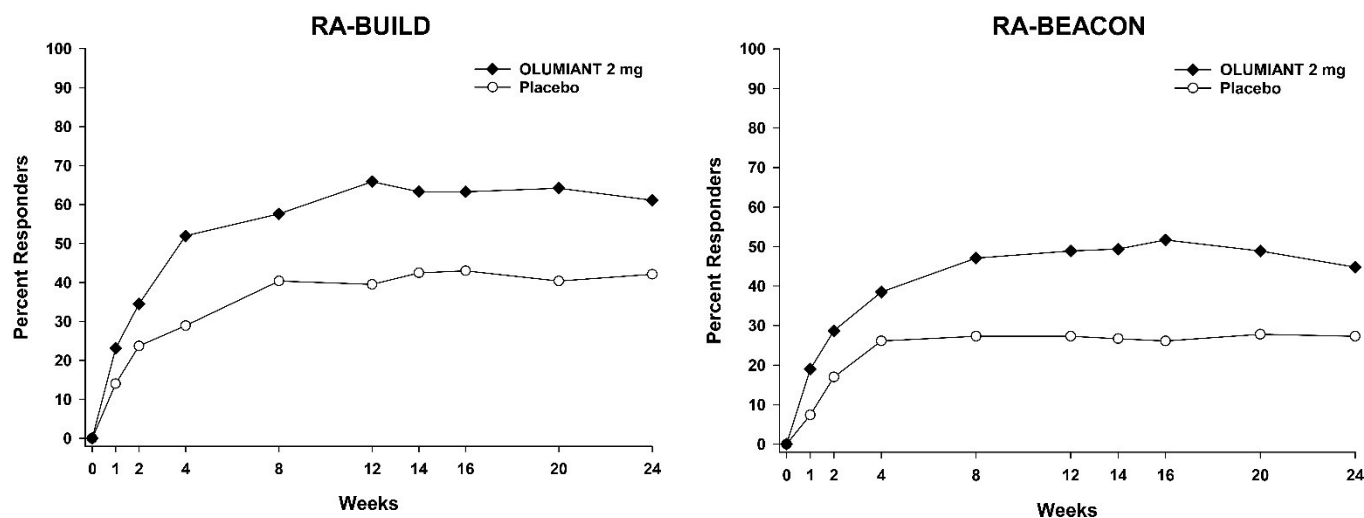 RA-BUILD
100
90
80
70
60
50
40
30
20
10
0
Percent Responders
OLUMIANT 2 mg
Placebo
0 1 2 4 8 12 14 16 20 24
Weeks
RA-BEACON
100
90
80
70
60
50
40
30
20
10
0
Percent Responders
OLUMIANT 2 mg
Placebo
0 1 2 4 8 12 14 16 20 24
Weeks